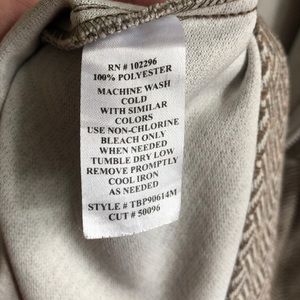 RN # 102296
100% POLYESTER
MACHINE WASH
COLD
WITH SIMILAR
COLORS
USE NON-CHLORINE
BLEACH ONLY
WHEN NEEDED
TUMBLE DRY LOW
REMOVE PROMPTLY
COOL IRON
AS NEEDED
STYLE # TBP90614M
CUT # 50096